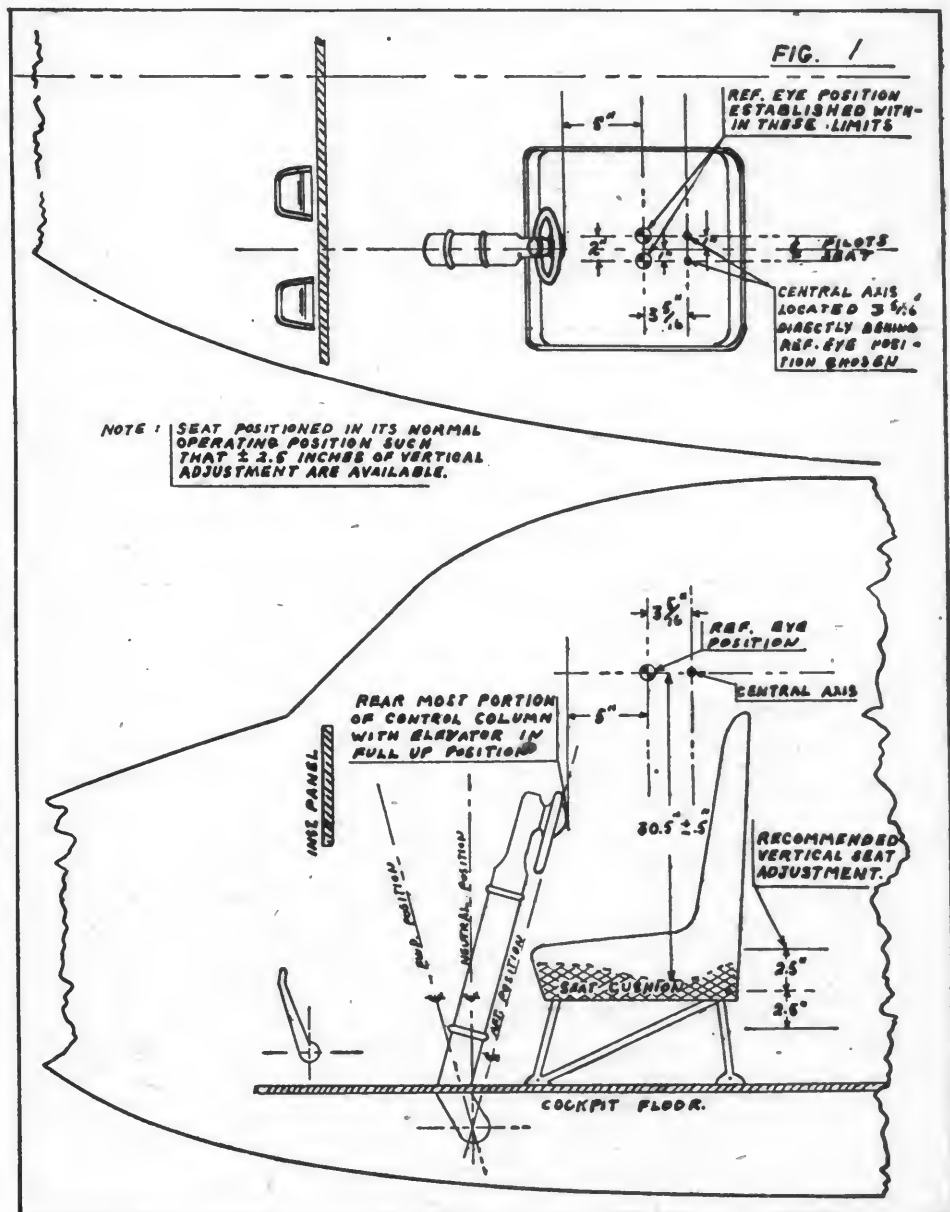 FIG. 1
REF. EYE POSITION
ESTABLISHED WITH-
IN THESE LIMITS
5"
2"
1"
1"
℄ PILOTS
SEAT
3 5/16
CENTRAL AXIS
LOCATED 3 5/16"
DIRECTLY BEHIND
REF. EYE POSI-
TION CHOSEN
NOTE : SEAT POSITIONED IN ITS NORMAL
OPERATING POSITION SUCH
THAT ± 2.5 INCHES OF VERTICAL
ADJUSTMENT ARE AVAILABLE.
3 5/16"
REF. EYE
POSITION
CENTRAL AXIS
5"
REAR MOST PORTION
OF CONTROL COLUMN
WITH ELEVATOR IN
FULL UP POSITION
INST. PANEL
30.5" ± .5"
RECOMMENDED
VERTICAL SEAT
ADJUSTMENT.
FWD. POSITION
NEUTRAL POSITION
AFT POSITION
℄
℄
℄
2.5"
2.5"
SEAT CUSHION
COCKPIT FLOOR.